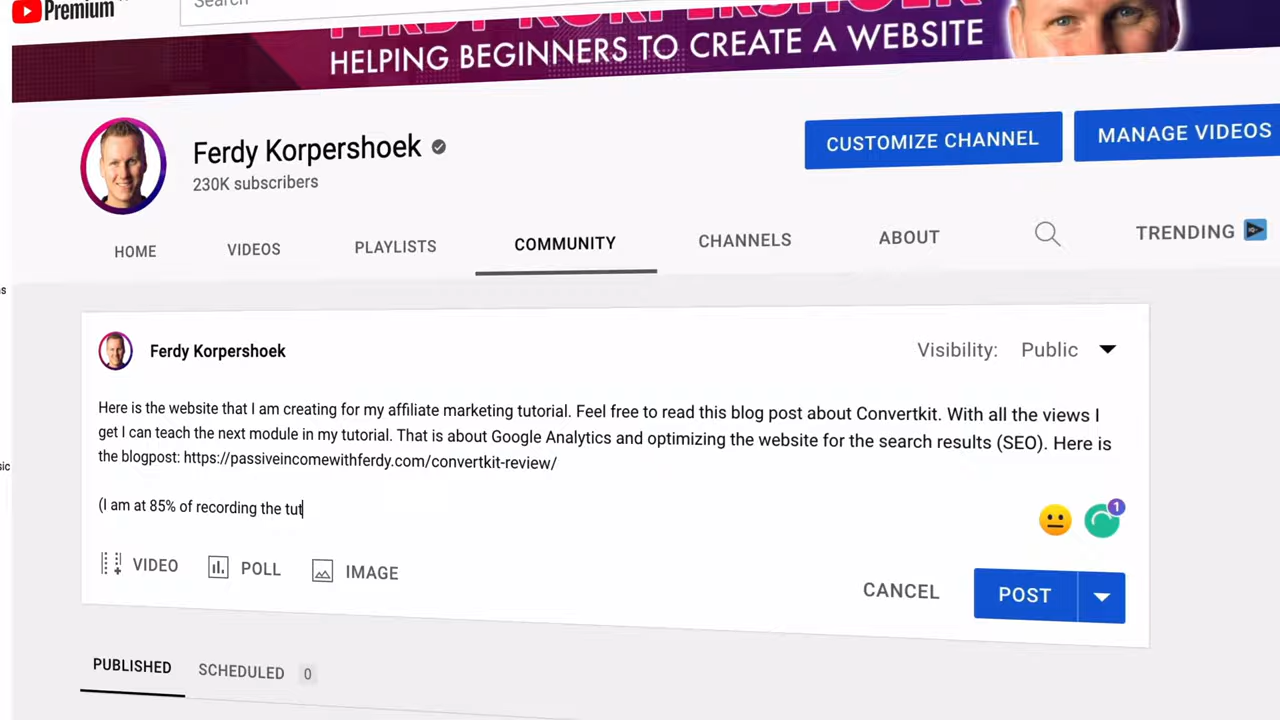 Premium
Search
FERDY KORPERSHOEK
HELPING BEGINNERS TO CREATE A WEBSITE
Ferdy Korpershoek
230K subscribers
CUSTOMIZE CHANNEL
MANAGE VIDEOS
HOME
VIDEOS
PLAYLISTS
COMMUNITY
CHANNELS
ABOUT
TRENDING
Ferdy Korpershoek
Visibility: Public
Here is the website that I am creating for my affiliate marketing tutorial. Feel free to read this blog post about Convertkit. With all the views I
get I can teach the next module in my tutorial. That is about Google Analytics and optimizing the website for the search results (SEO). Here is
the blogpost: https://passiveincomewithferdy.com/convertkit-review/
(I am at 85% of recording the tut
1
VIDEO
POLL
IMAGE
CANCEL
POST
PUBLISHED
SCHEDULED 0